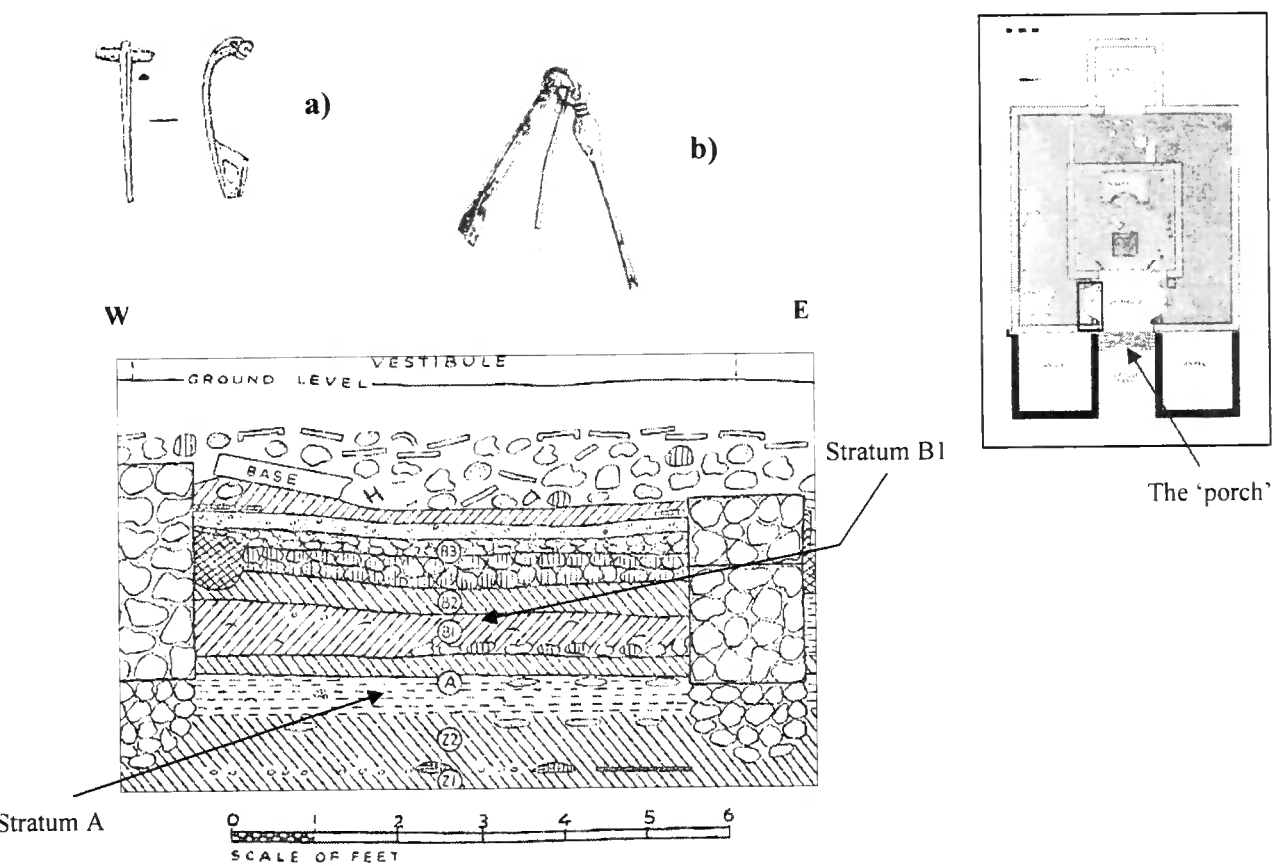 a)
b)
W
E
VESTIBULE
GROUND LEVEL
BASE
H
B3
B2
B1
A
Z2
Z1
Stratum B1
The 'porch'
Stratum A
0 1 2 3 4 5 6
SCALE OF FEET